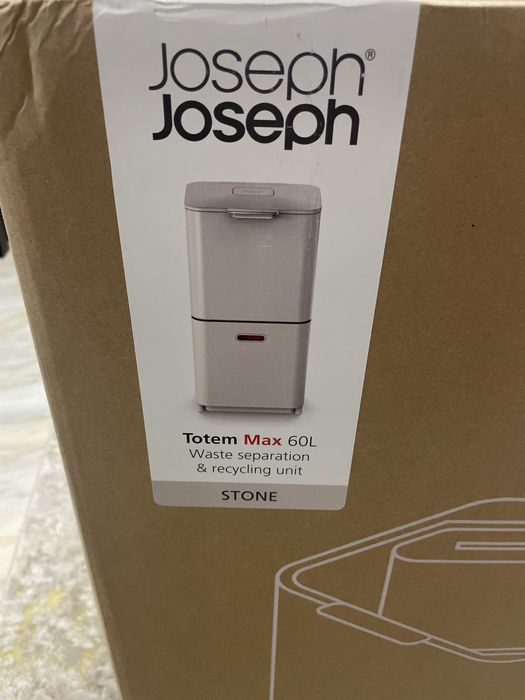 Joseph®
Joseph
Totem Max 60L
Waste separation
& recycling unit
STONE